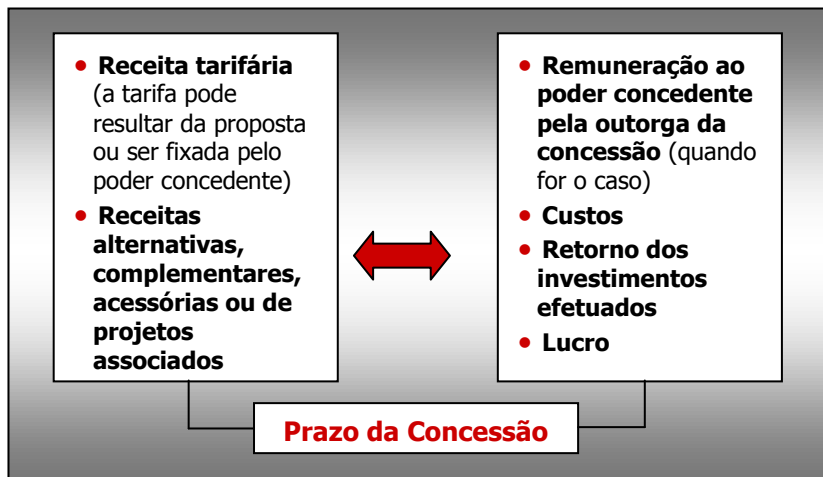 • Receita tarifária
(a tarifa pode
resultar da proposta
ou ser fixada pelo
poder concedente)
• Receitas
alternativas,
complementares,
acessórias ou de
projetos
associados
• Remuneração ao
poder concedente
pela outorga da
concessão (quando
for o caso)
• Custos
• Retorno dos
investimentos
efetuados
• Lucro
Prazo da Concessão